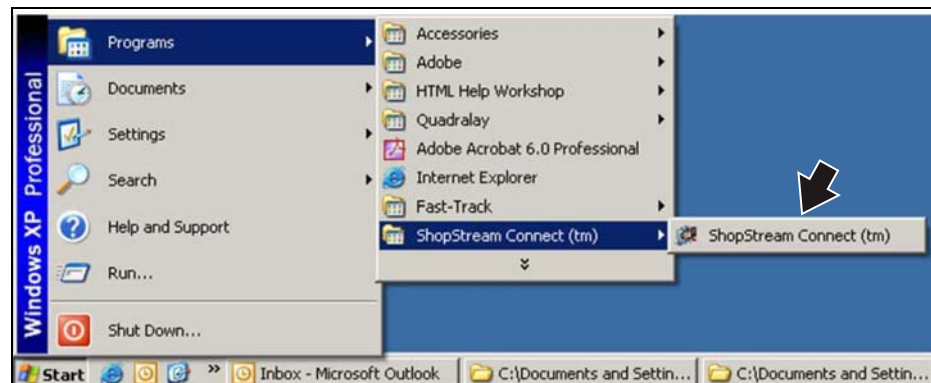 Windows XP Professional
Programs
Documents
Settings
Search
Help and Support
Run...
Shut Down...
Accessories
Adobe
HTML Help Workshop
Quadralay
Adobe Acrobat 6.0 Professional
Internet Explorer
Fast-Track
ShopStream Connect (tm)
ShopStream Connect (tm)
Start
Inbox - Microsoft Outlook
C:\Documents and Settin...
C:\Documents and Settin...